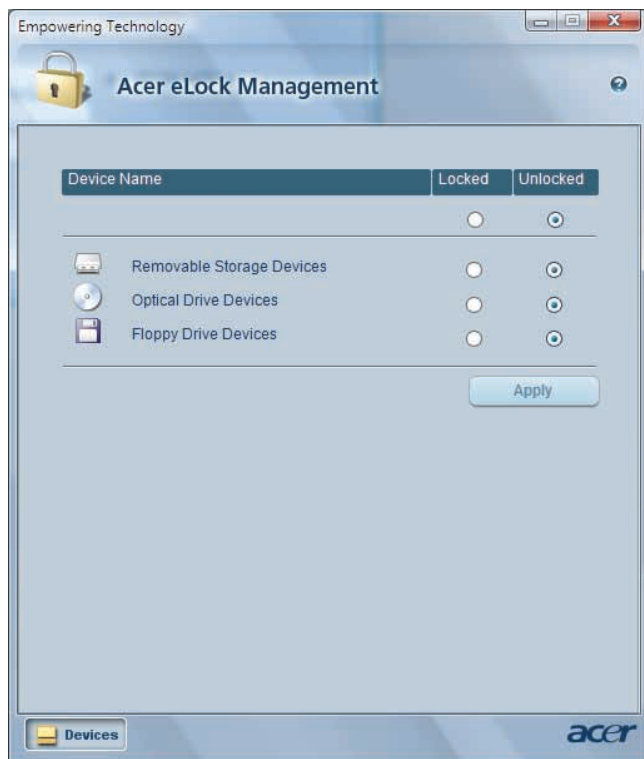 Empowering Technology
Acer eLock Management
Device Name Locked Unlocked
Removable Storage Devices
Optical Drive Devices
Floppy Drive Devices
Apply
Devices
acer